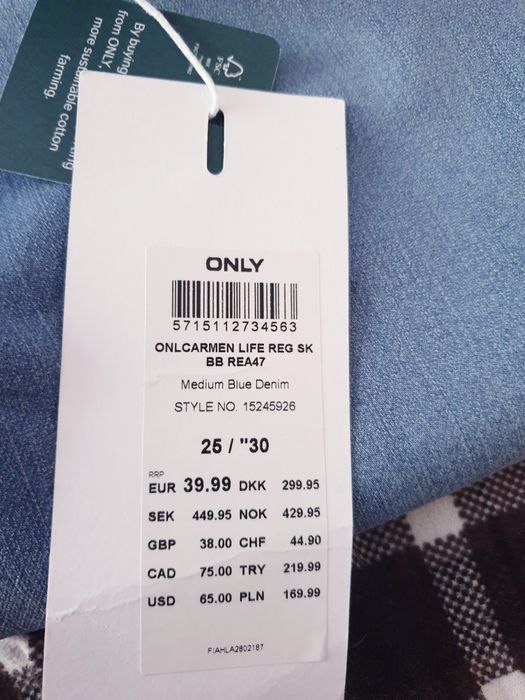 By buying
from ONLY
more sustainable cotton
farming.
FSC
ONLY
5715112734563
ONLCARMEN LIFE REG SK
BB REA47
Medium Blue Denim
STYLE NO. 15245926
25 / "30
RRP
EUR 39.99 DKK 299.95
SEK 449.95 NOK 429.95
GBP 38.00 CHF 44.90
CAD 75.00 TRY 219.99
USD 65.00 PLN 169.99
FIAHLA2802187